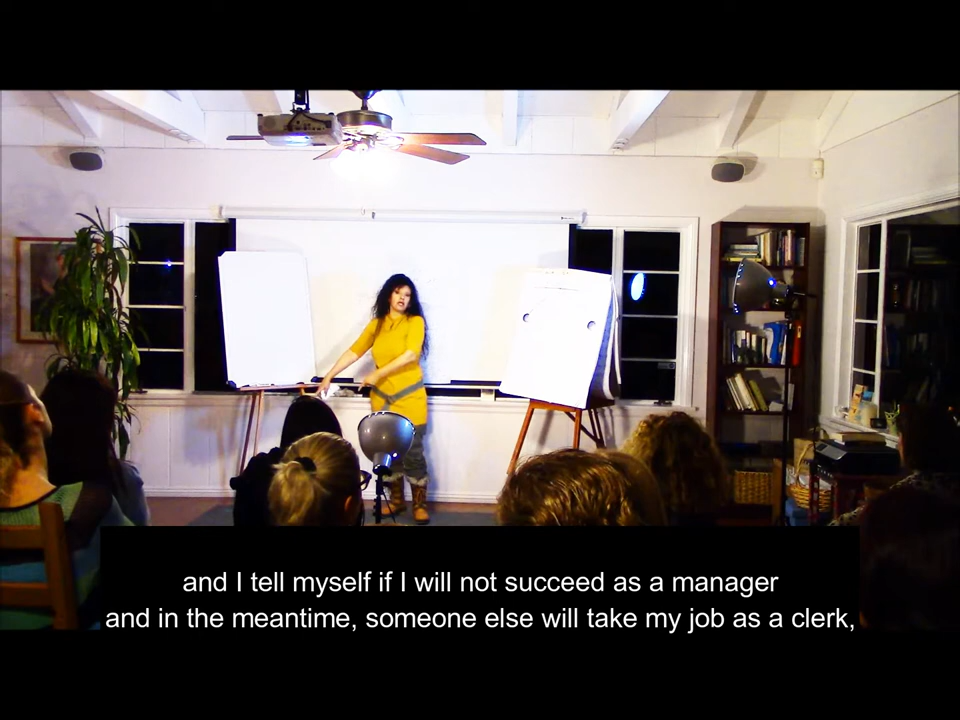 and I tell myself if I will not succeed as a manager
and in the meantime, someone else will take my job as a clerk,